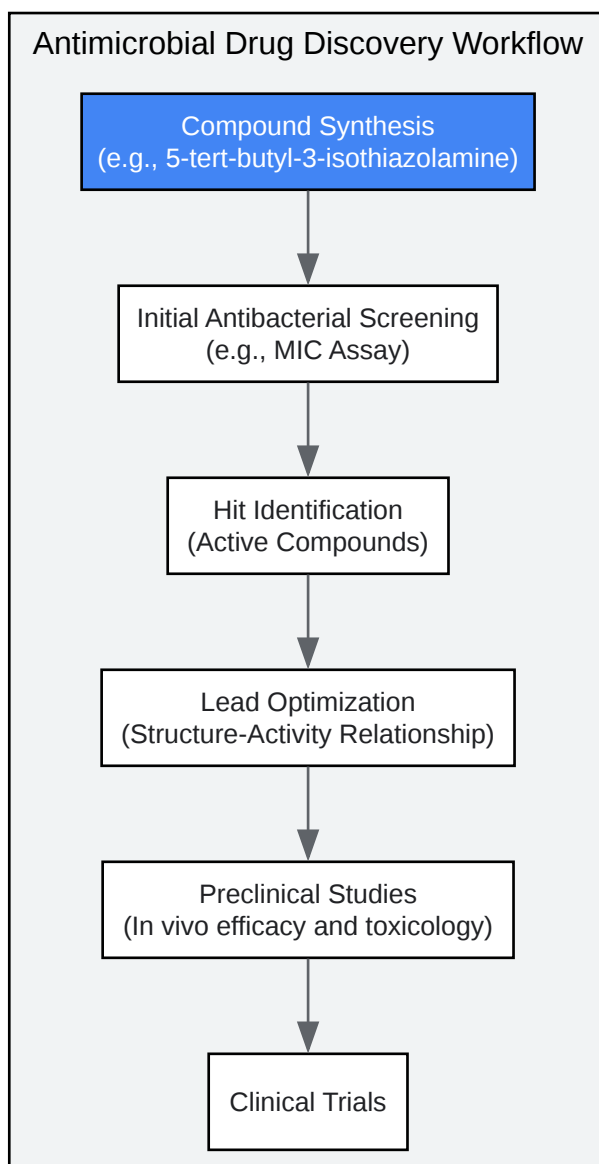 Antimicrobial Drug Discovery Workflow
Compound Synthesis
(e.g., 5-tert-butyl-3-isothiazolamine)
Initial Antibacterial Screening
(e.g., MIC Assay)
Hit Identification
(Active Compounds)
Lead Optimization
(Structure-Activity Relationship)
Preclinical Studies
(In vivo efficacy and toxicology)
Clinical Trials